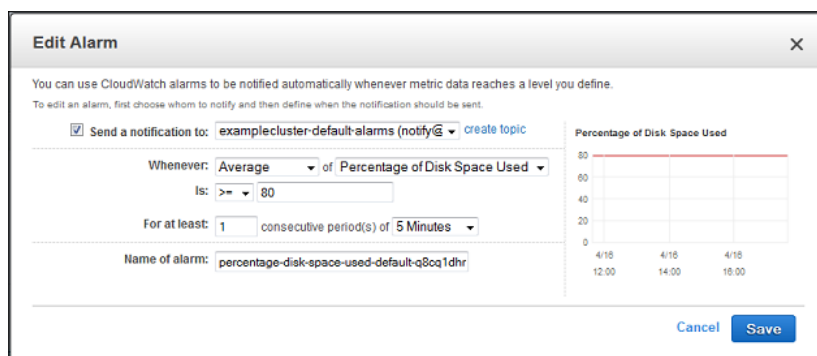 Edit Alarm
You can use CloudWatch alarms to be notified automatically whenever metric data reaches a level you define.
To edit an alarm, first choose whom to notify and then define when the notification should be sent.
Send a notification to: examplecluster-default-alarms (notify@ create topic
Whenever: Average of Percentage of Disk Space Used
Is: >= 80
For at least: 1 consecutive period(s) of 5 Minutes
Name of alarm: percentage-disk-space-used-default-q8cq1dhr
Percentage of Disk Space Used
80
60
40
20
0
4/16 4/16 4/16
12:00 14:00 16:00
Cancel Save